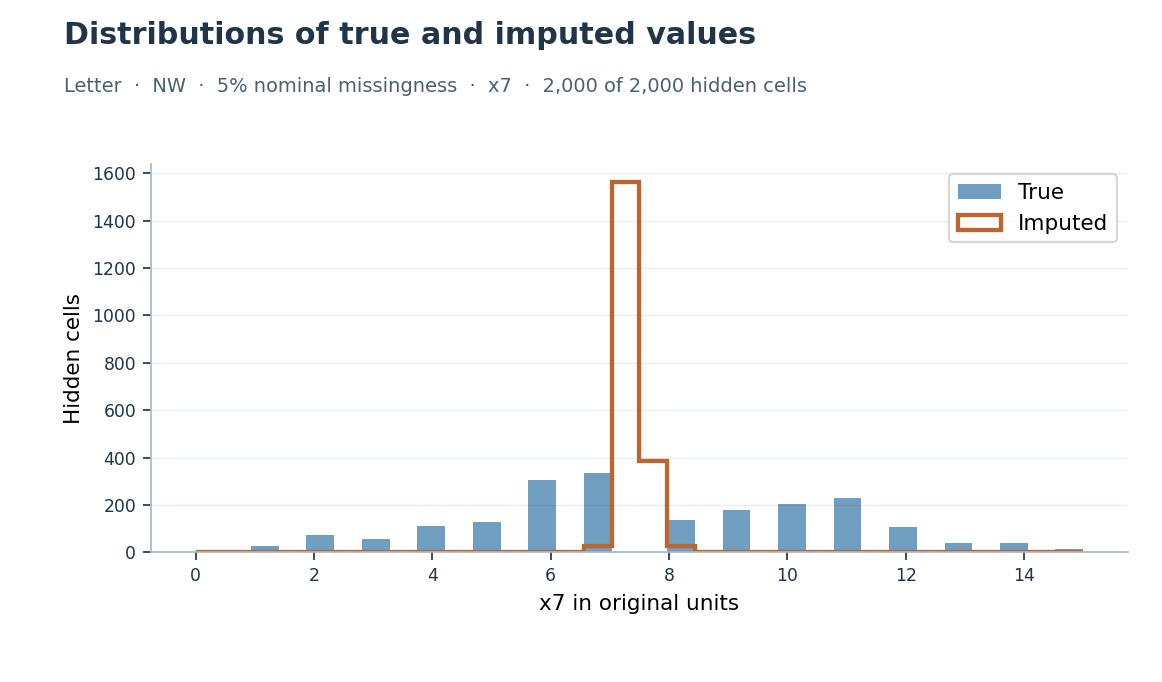 Distributions of true and imputed values
Letter · NW · 5% nominal missingness · x7 · 2,000 of 2,000 hidden cells
1600
1400
1200
1000
800
600
400
200
0
Hidden cells
True
Imputed
0 2 4 6 8 10 12 14
x7 in original units